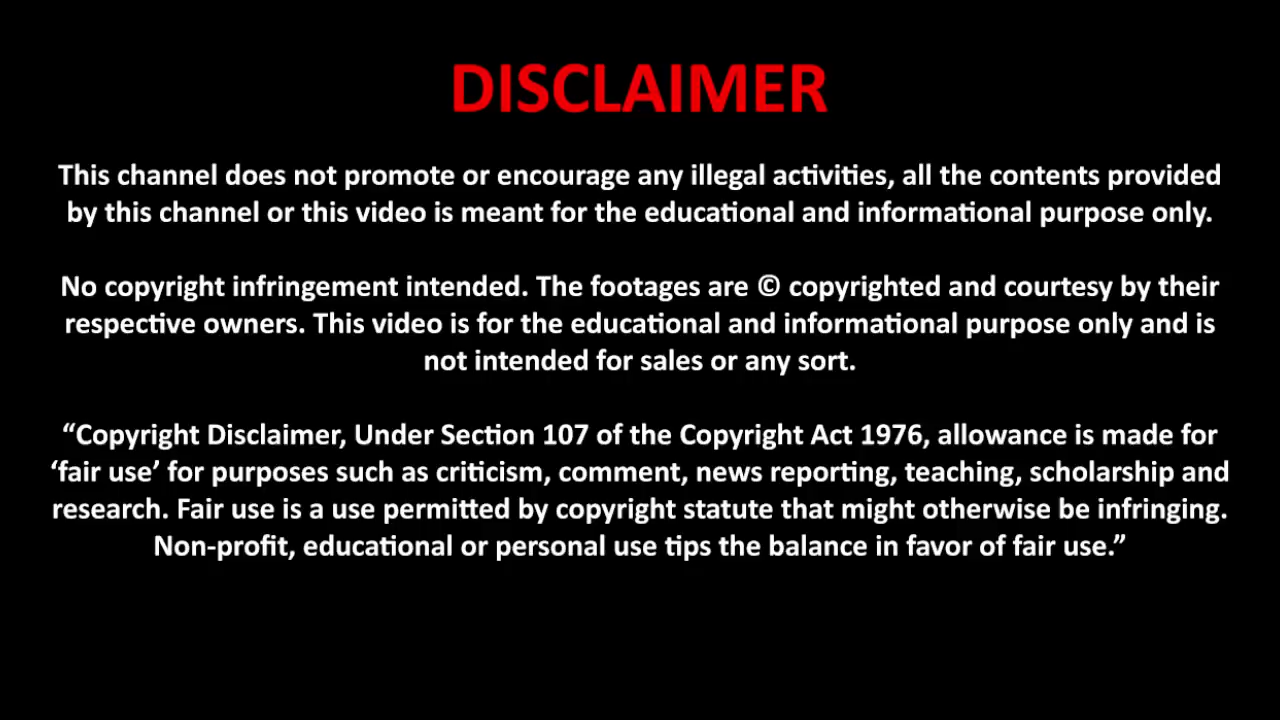 DISCLAIMER
This channel does not promote or encourage any illegal activities, all the contents provided
by this channel or this video is meant for the educational and informational purpose only.
No copyright infringement intended. The footages are © copyrighted and courtesy by their
respective owners. This video is for the educational and informational purpose only and is
not intended for sales or any sort.
“Copyright Disclaimer, Under Section 107 of the Copyright Act 1976, allowance is made for
‘fair use’ for purposes such as criticism, comment, news reporting, teaching, scholarship and
research. Fair use is a use permitted by copyright statute that might otherwise be infringing.
Non-profit, educational or personal use tips the balance in favor of fair use.”